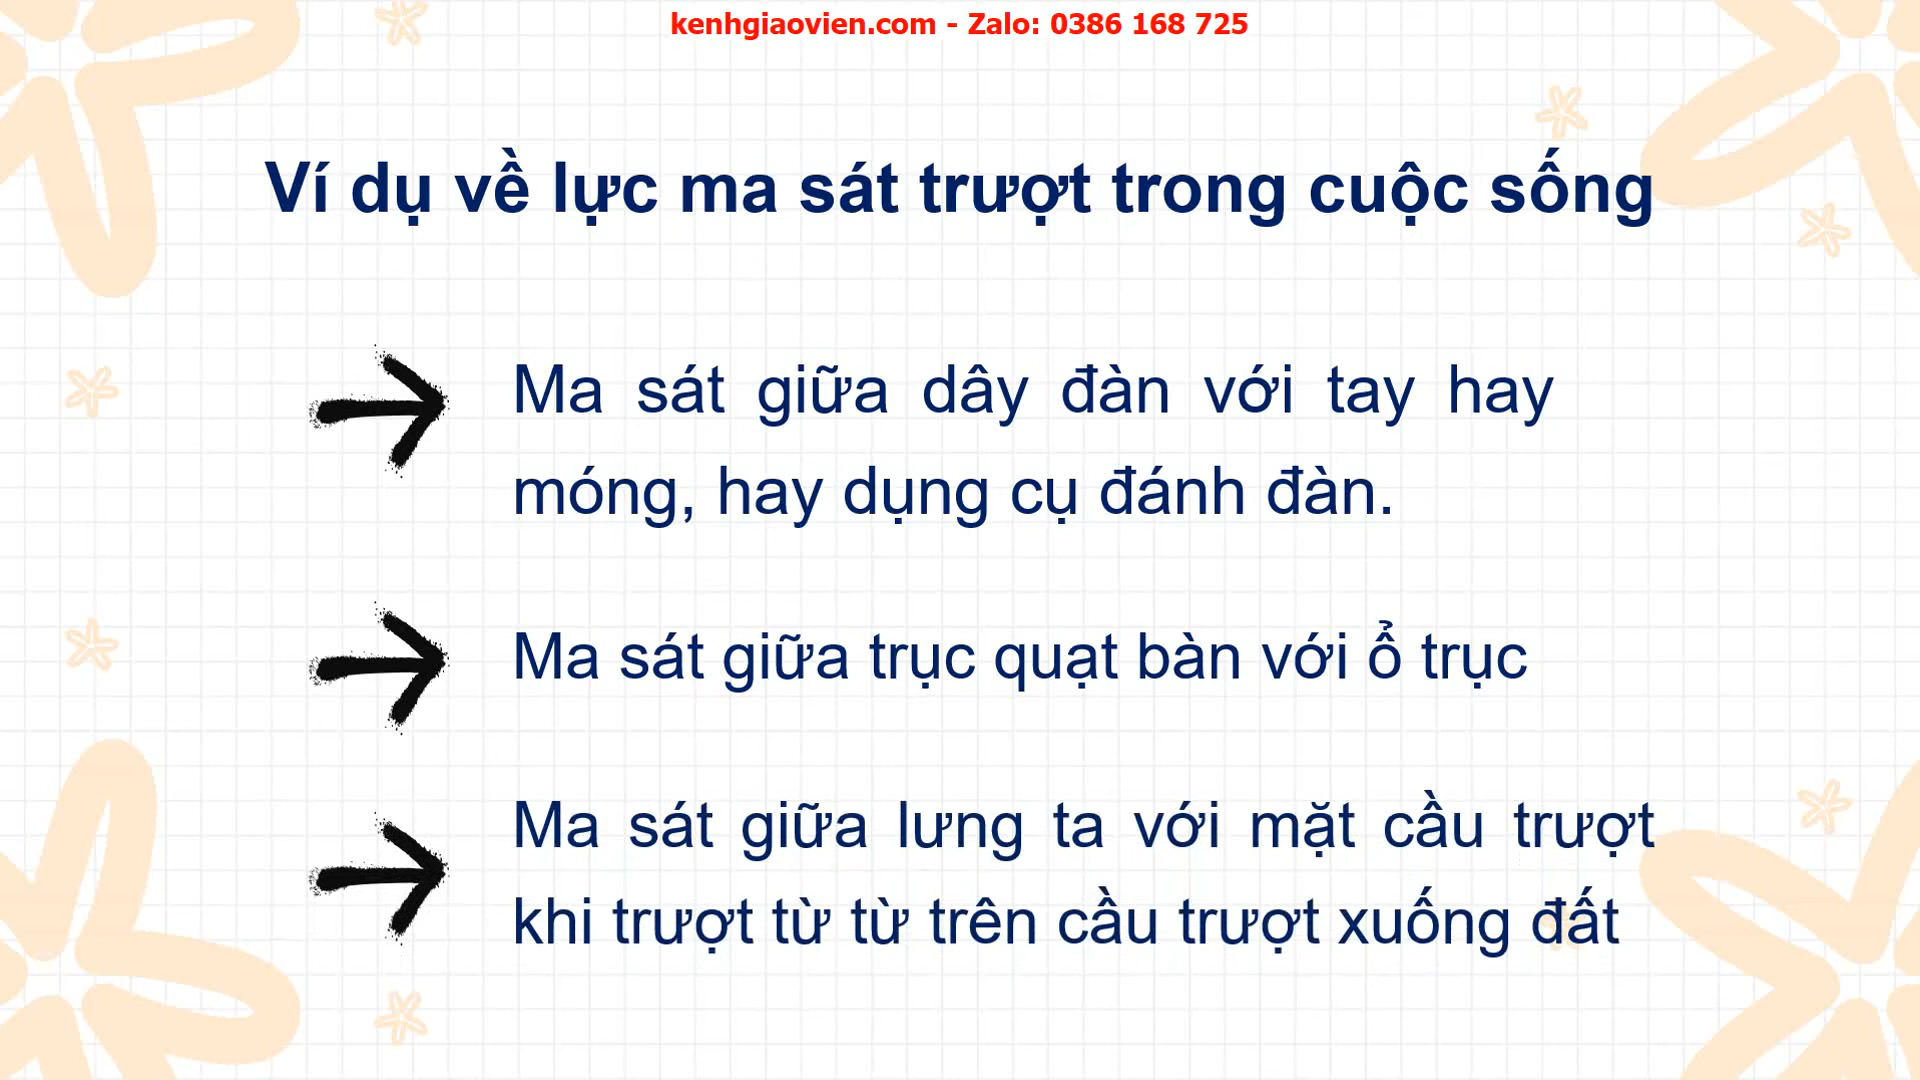 kenhgiaovien.com - Zalo: 0386 168 725
Ví dụ về lực ma sát trượt trong cuộc sống
Ma sát giữa dây đàn với tay hay
móng, hay dụng cụ đánh đàn.
Ma sát giữa trục quạt bàn với ổ trục
Ma sát giữa lưng ta với mặt cầu trượt
khi trượt từ từ trên cầu trượt xuống đất